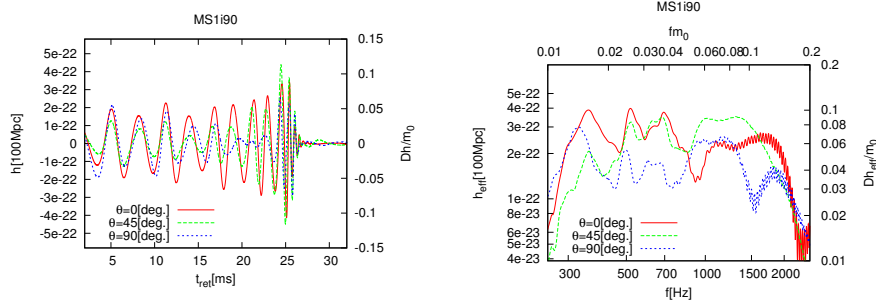 MS1i90
h[100Mpc]
5e-22
4e-22
3e-22
2e-22
1e-22
0
-1e-22
-2e-22
-3e-22
-4e-22
-5e-22
0.15
0.1
0.05
0
-0.05
-0.1
-0.15
Dh/m0
θ=0[deg.]
θ=45[deg.]
θ=90[deg.]
5 10 15 20 25 30
tret[ms]
MS1i90
fm0
0.01 0.02 0.03 0.04 0.06 0.08 0.1 0.2
heff[100Mpc]
5e-22
4e-22
3e-22
2e-22
1e-22
8e-23
6e-23
5e-23
4e-23
0.2
0.1
0.08
0.06
0.04
0.03
0.02
0.01
Dheff/m0
θ=0[deg.]
θ=45[deg.]
θ=90[deg.]
300 500 700 1000 1500 2000
f[Hz]